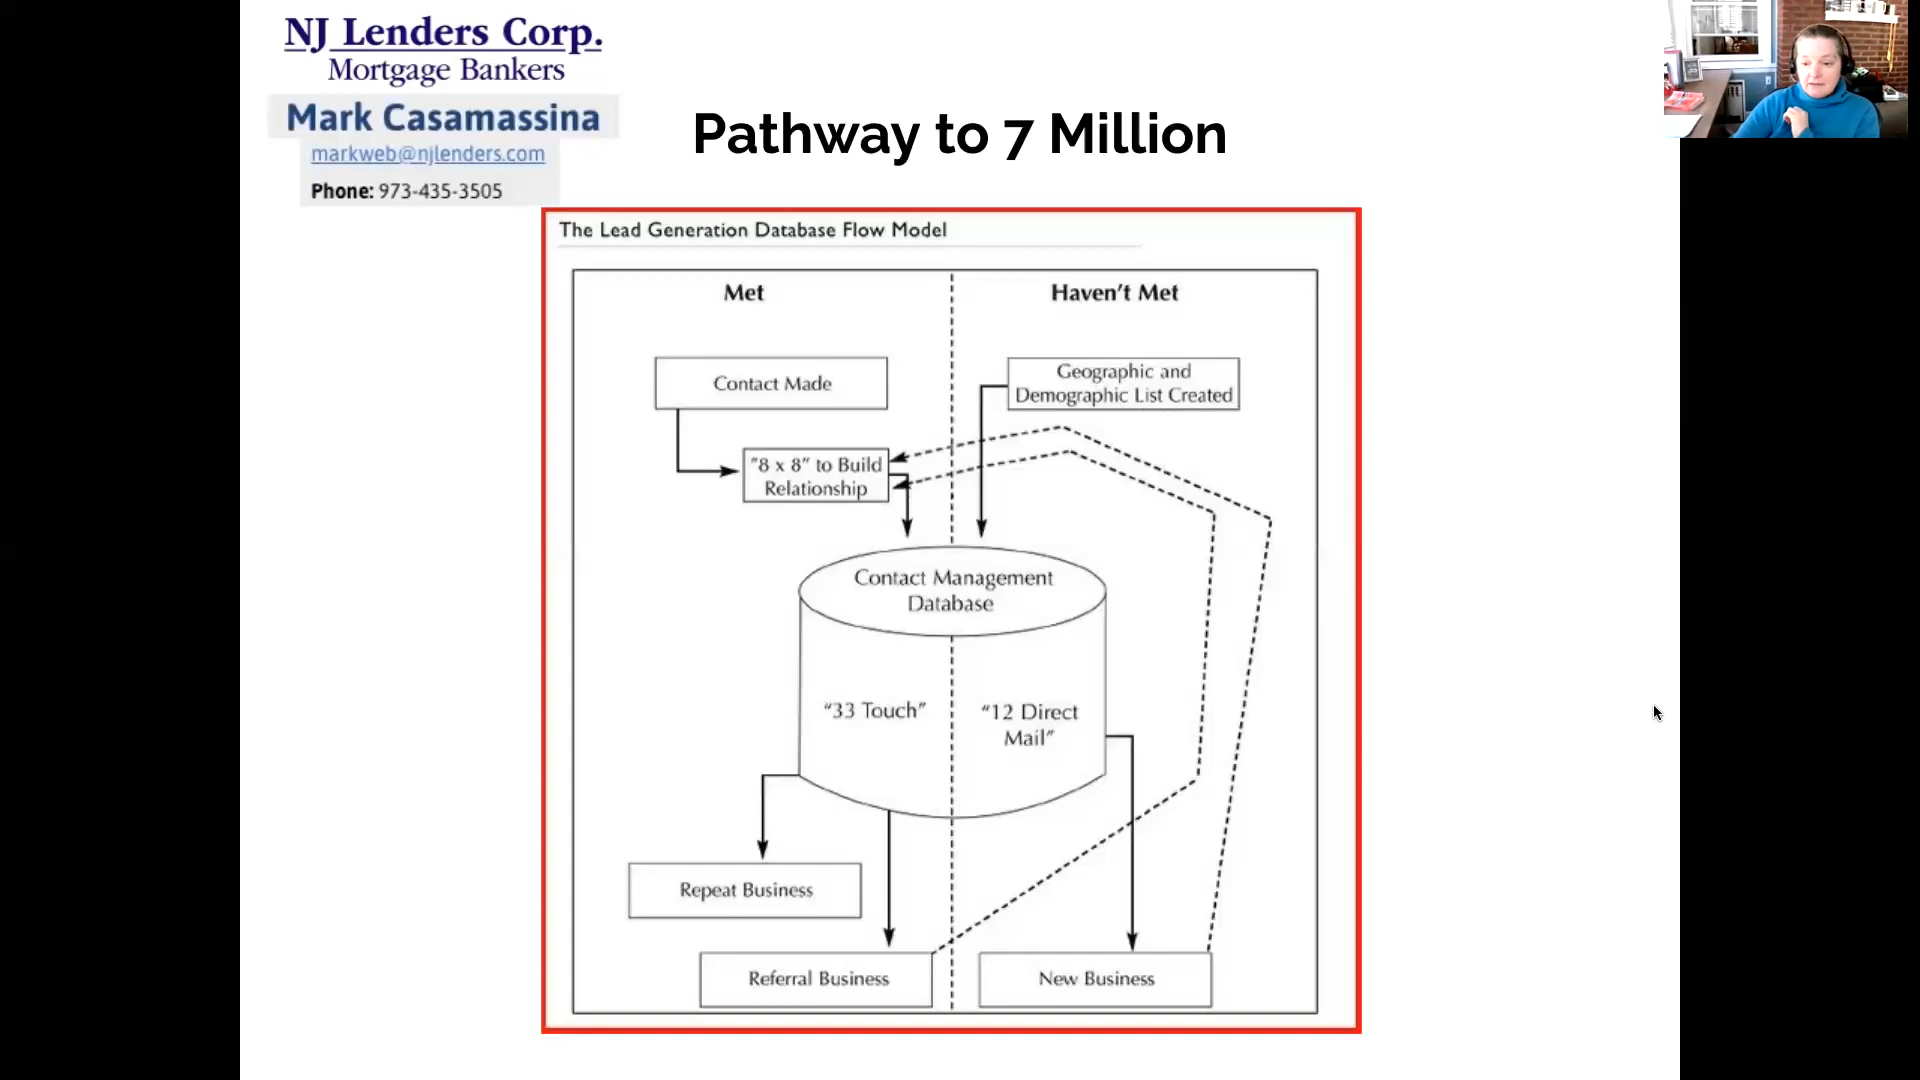 NJ Lenders Corp.
Mortgage Bankers
Mark Casamassina
markweb@njlenders.com
Phone: 973-435-3505
Pathway to 7 Million
The Lead Generation Database Flow Model
Met
Haven't Met
Contact Made
Geographic and
Demographic List Created
"8 x 8" to Build
Relationship
Contact Management
Database
“33 Touch”
“12 Direct
Mail”
Repeat Business
Referral Business
New Business